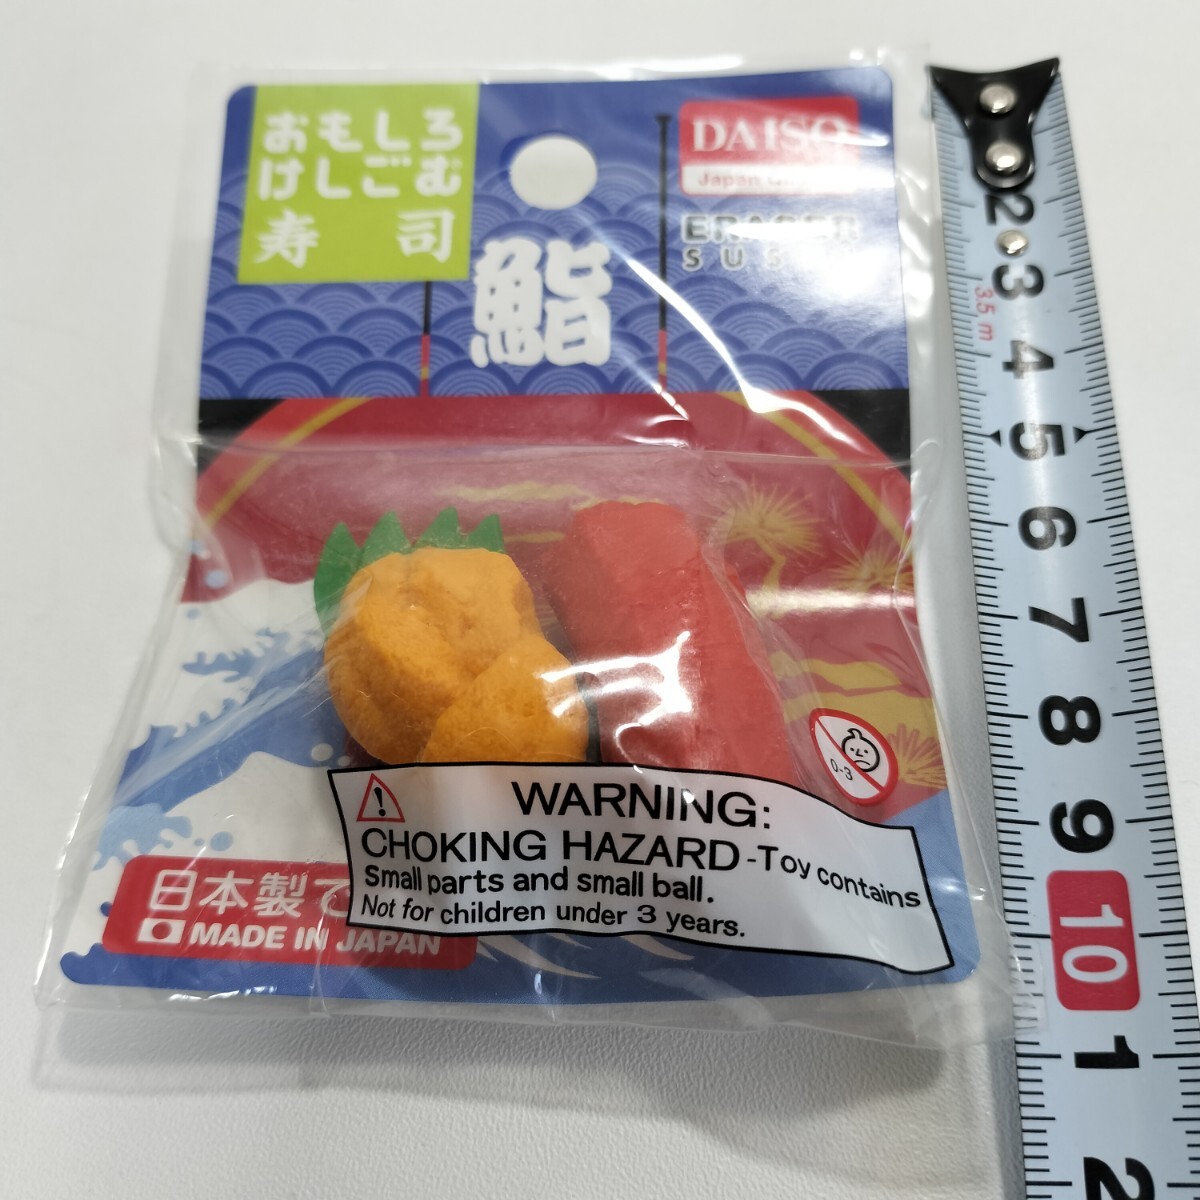 おもしろ
けしごむ
寿司
鮨
DAISO
Japan
ERASER
SUS
0-3
WARNING:
CHOKING HAZARD -Toy contains
Small parts and small ball.
Not for children under 3 years.
日本製で
MADE IN JAPAN
2
3
3.5 m
4
5
6
7
8
9
10
1
2